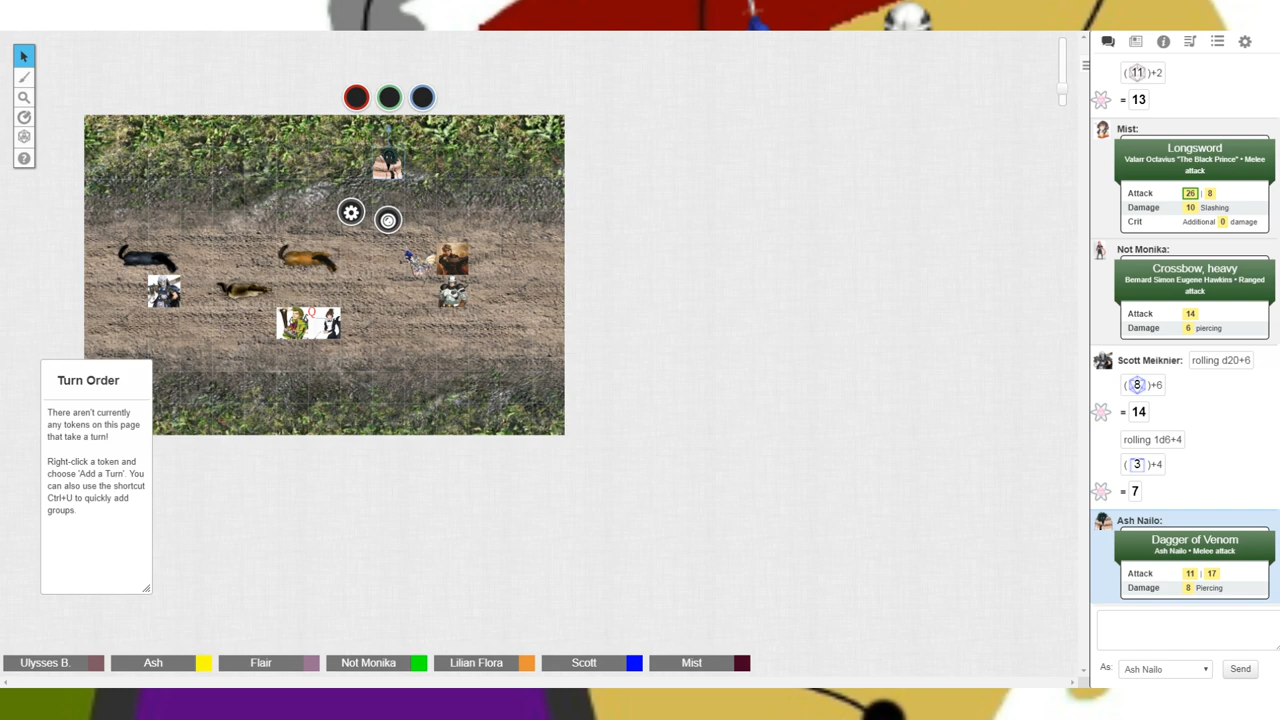 (11)+2
= 13
Mist:
Longsword
Valarr Octavius "The Black Prince" • Melee
attack
Attack 26 | 8
Damage 10 Slashing
Crit Additional 0 damage
Not Monika:
Crossbow, heavy
Bernard Simon Eugene Hawkins • Ranged
attack
Attack 14
Damage 6 piercing
Scott Meiknier: rolling d20+6
(8)+6
= 14
rolling 1d6+4
(3)+4
= 7
Ash Nailo:
Dagger of Venom
Ash Nailo • Melee attack
Attack 11 | 17
Damage 8 Piercing
As: Ash Nailo Send
Q
Turn Order
There aren't currently
any tokens on this page
that take a turn!
Right-click a token and
choose 'Add a Turn'. You
can also use the shortcut
Ctrl+U to quickly add
groups.
Ulysses B. Ash Flair Not Monika Lilian Flora Scott Mist